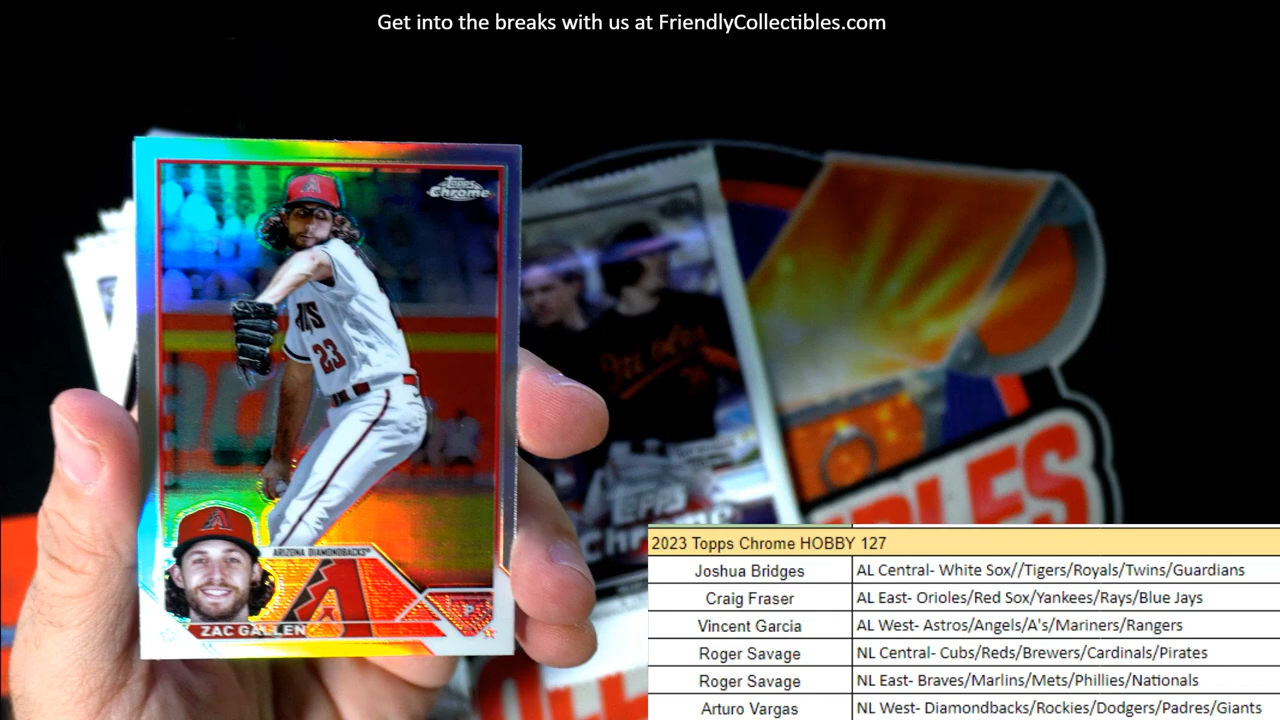 Get into the breaks with us at FriendlyCollectibles.com
Topps
Chrome
23
ARIZONA DIAMONDBACKS
ZAC GALLEN
P
Topps
Chrome
BLES
2023 Topps Chrome HOBBY 127
Joshua Bridges AL Central- White Sox//Tigers/Royals/Twins/Guardians
Craig Fraser AL East- Orioles/Red Sox/Yankees/Rays/Blue Jays
Vincent Garcia AL West- Astros/Angels/A's/Mariners/Rangers
Roger Savage NL Central- Cubs/Reds/Brewers/Cardinals/Pirates
Roger Savage NL East- Braves/Marlins/Mets/Phillies/Nationals
Arturo Vargas NL West- Diamondbacks/Rockies/Dodgers/Padres/Giants